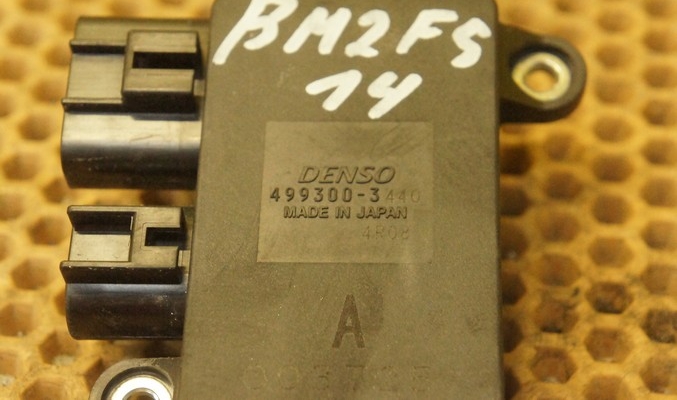 BM2FS
14
DENSO
499300-3440
MADE IN JAPAN
4R08
A